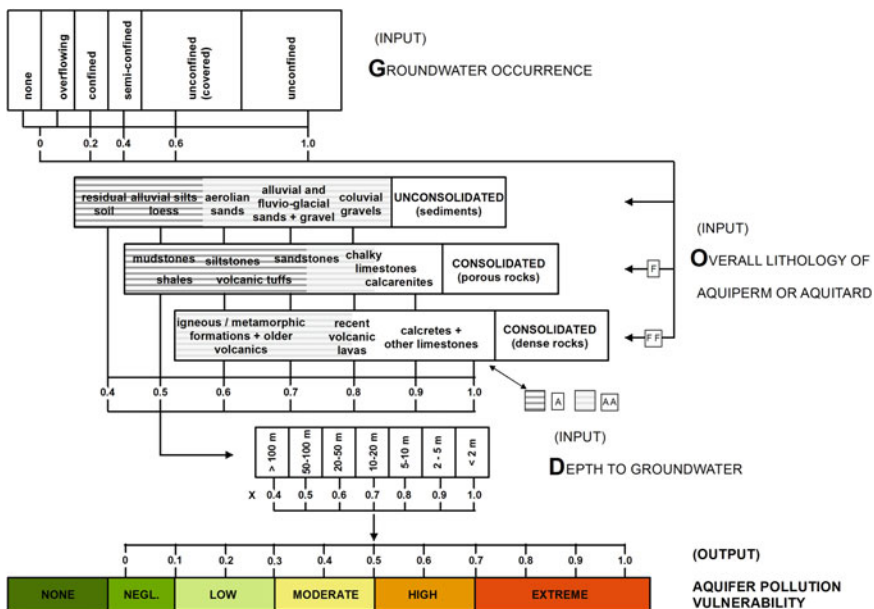 none
overflowing
confined
semi-confined
unconfined
(covered)
unconfined
(INPUT)
GROUNDWATER OCCURRENCE
0 0.2 0.4 0.6 1.0
residual alluvial silts
soil loess
aerolian
sands
alluvial and
fluvio-glacial
sands + gravel
coluvial
gravels
UNCONSOLIDATED
(sediments)
(INPUT)
OVERALL LITHOLOGY OF
AQUIPERM OR AQUITARD
mudstones siltstones sandstones
shales volcanic tuffs
chalky
limestones
calcarenites
CONSOLIDATED
(porous rocks)
F
igneous / metamorphic
formations + older
volcanics
recent
volcanic
lavas
calcretes +
other limestones
CONSOLIDATED
(dense rocks)
F F
0.4 0.5 0.6 0.7 0.8 0.9 1.0
A AA
> 100 m
50-100 m
20-50 m
10-20 m
5-10 m
2 - 5 m
< 2 m
(INPUT)
DEPTH TO GROUNDWATER
X 0.4 0.5 0.6 0.7 0.8 0.9 1.0
0 0.1 0.2 0.3 0.4 0.5 0.6 0.7 0.8 0.9 1.0
(OUTPUT)
NONE NEGL. LOW MODERATE HIGH EXTREME
AQUIFER POLLUTION
VULNERABILITY